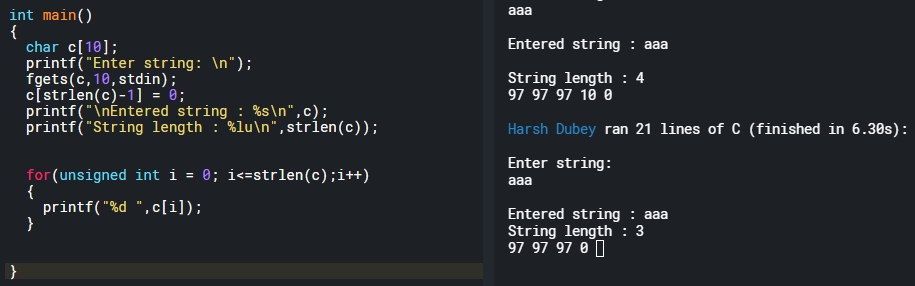 int main()
{
char c[10];
printf("Enter string: \n");
fgets(c,10,stdin);
c[strlen(c)-1] = 0;
printf("\nEntered string : %s\n",c);
printf("String length : %lu\n",strlen(c));
for(unsigned int i = 0; i<=strlen(c);i++)
{
printf("%d ",c[i]);
}
}
aaa
Entered string : aaa
String length : 4
97 97 97 10 0
Harsh Dubey ran 21 lines of C (finished in 6.30s):
Enter string:
aaa
Entered string : aaa
String length : 3
97 97 97 0